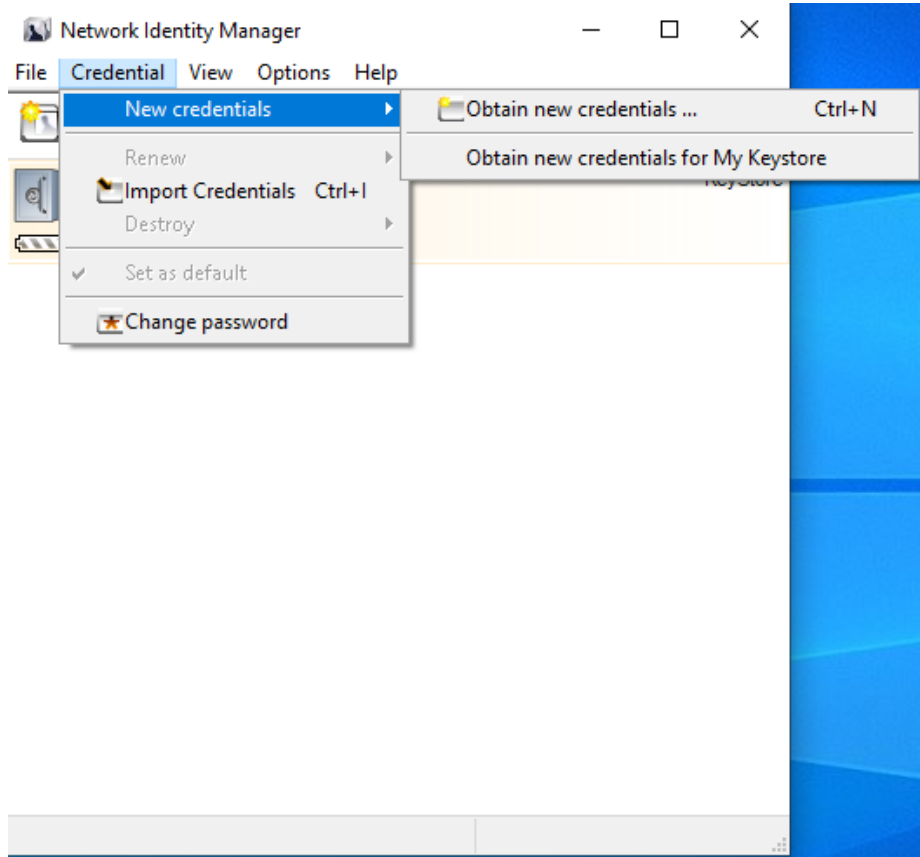 Network Identity Manager
File Credential View Options Help
New credentials
Obtain new credentials ... Ctrl+N
Renew
Obtain new credentials for My Keystore
Import Credentials Ctrl+I
KeyStore
Destroy
Set as default
Change password